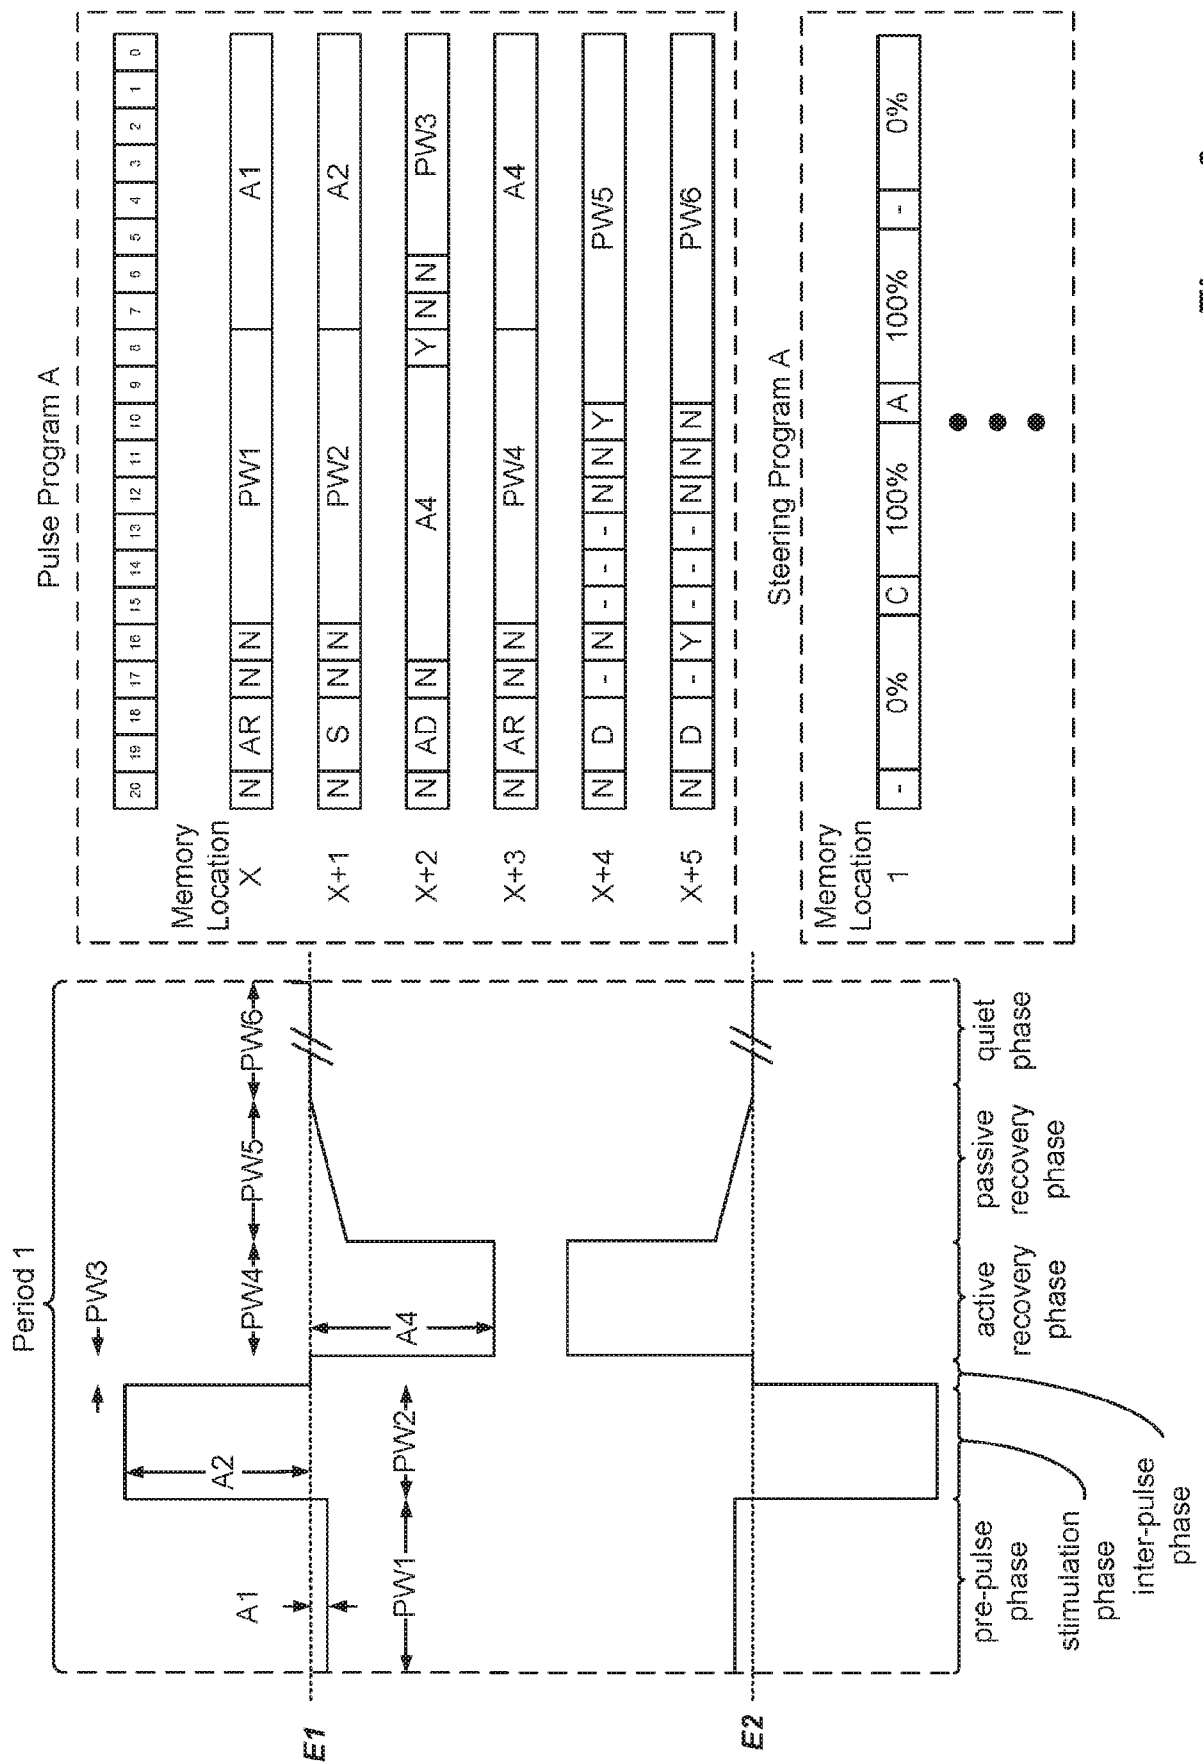 Period 1
PW3
A2
A1
PW4
PW5
PW6
E1
PW1
PW2
A4
E2
pre-pulse
phase
stimulation
phase
inter-pulse
phase
active
recovery
phase
passive
recovery
phase
quiet
phase
Pulse Program A
20 19 18 17 16 15 14 13 12 11 10 9 8 7 6 5 4 3 2 1 0
Memory
Location
X N AR N N PW1 A1
X+1 N S N N PW2 A2
X+2 N AD N A4 Y N N PW3
X+3 N AR N N PW4 A4
X+4 N D - N - - - N N Y PW5
X+5 N D - Y - - - N N N PW6
Steering Program A
Memory
Location
1 - 0% C 100% A 100% - 0%